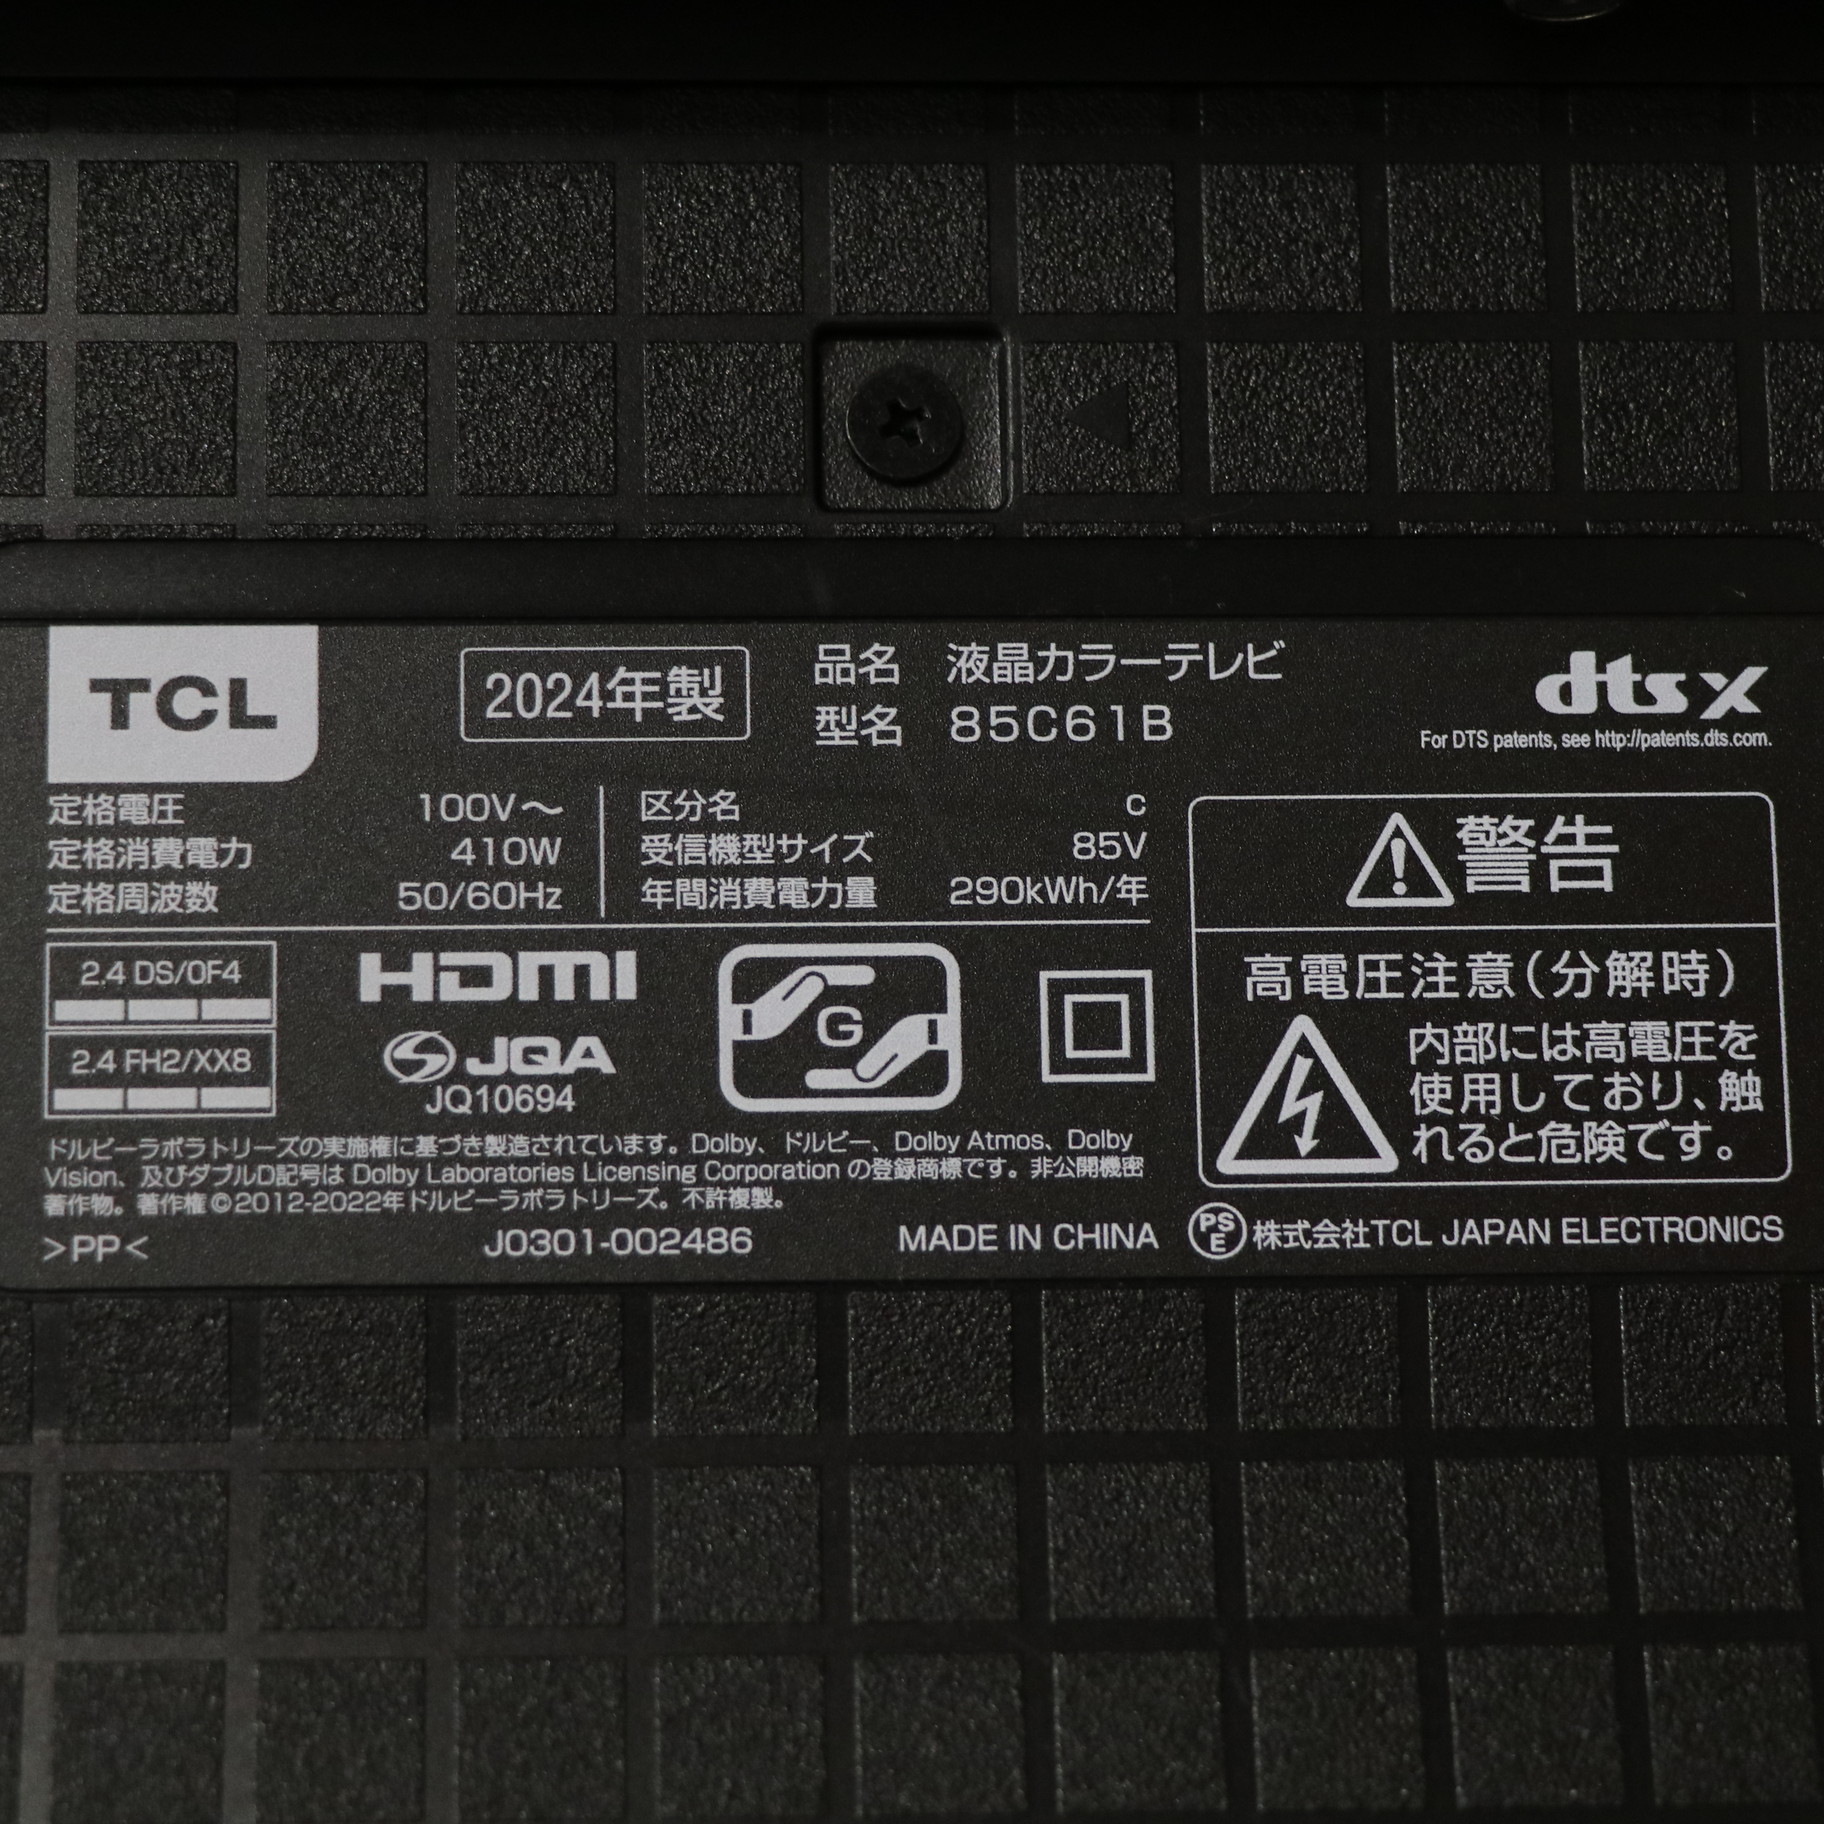 TCL
2024年製
品名 液晶カラーテレビ
型名 85C61B
dts x
For DTS patents, see http://patents.dts.com.
定格電圧 100V～
定格消費電力 410W
定格周波数 50/60Hz
区分名 C
受信機型サイズ 85V
年間消費電力量 290kWh/年
警告
高電圧注意(分解時)
内部には高電圧を
使用しており、触
れると危険です。
2.4 DS/OF4
2.4 FH2/XX8
HDMI
JQA
JQ10694
G
ドルビーラボラトリーズの実施権に基づき製造されています。Dolby、ドルビー、Dolby Atmos、Dolby
Vision、及びダブルD記号は Dolby Laboratories Licensing Corporation の登録商標です。非公開機密
著作物。著作権©2012-2022年ドルビーラボラトリーズ。不許複製。
>PP<
J0301-002486
MADE IN CHINA
PS
E
株式会社TCL JAPAN ELECTRONICS